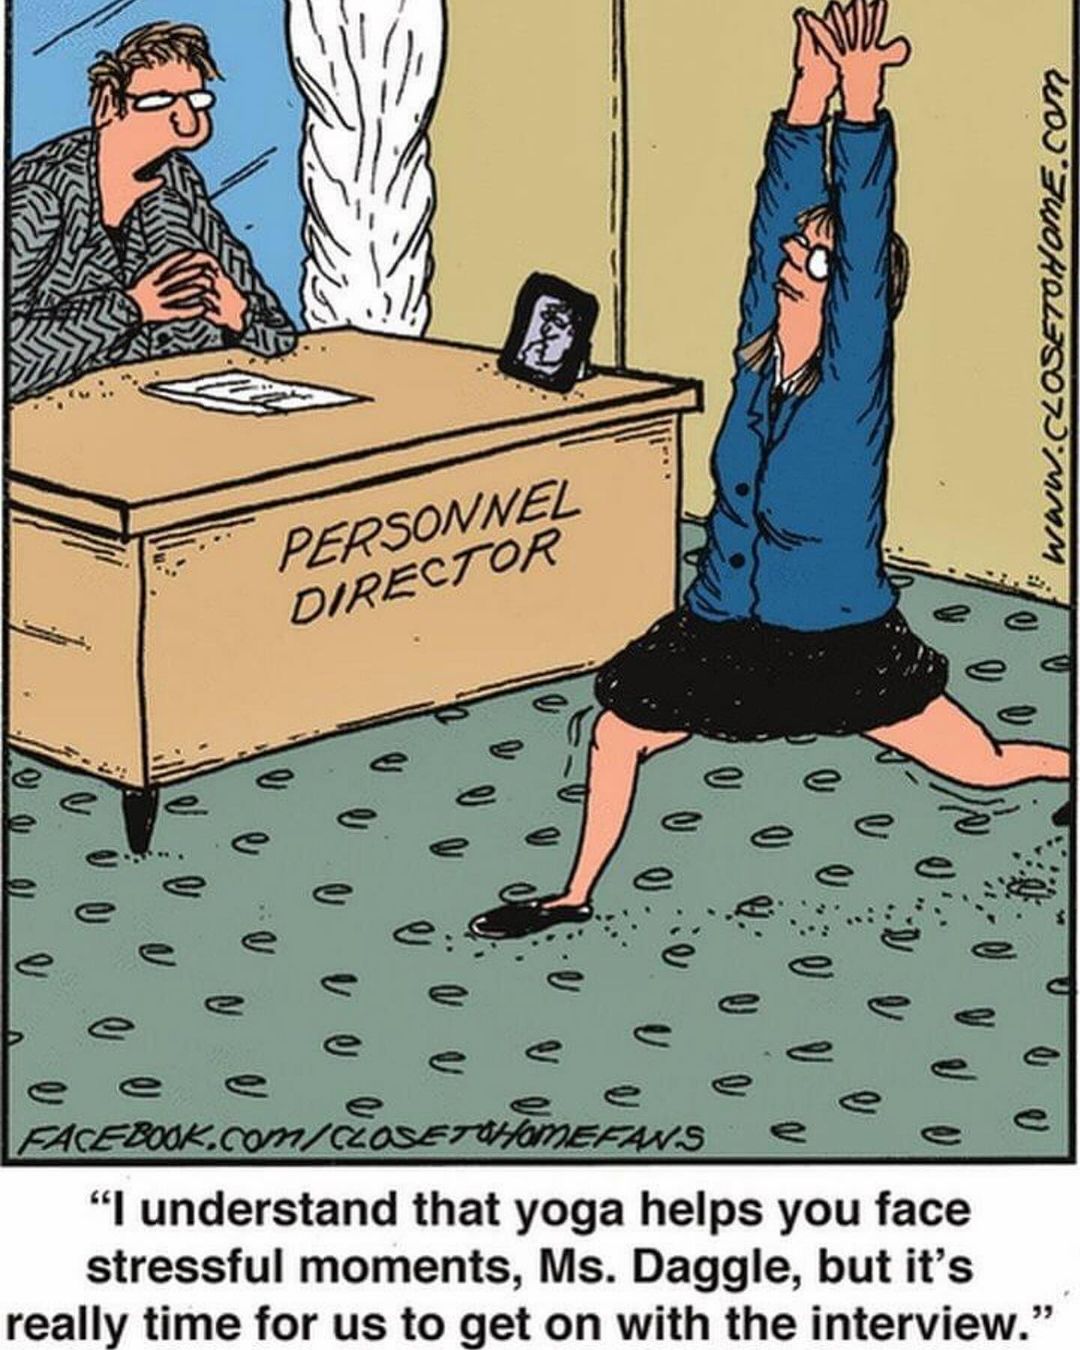 WWW.CLOSETOHOME.COM
PERSONNEL
DIRECTOR
FACEBOOK.COM/CLOSETOHOMEFANS
“I understand that yoga helps you face
stressful moments, Ms. Daggle, but it’s
really time for us to get on with the interview.”